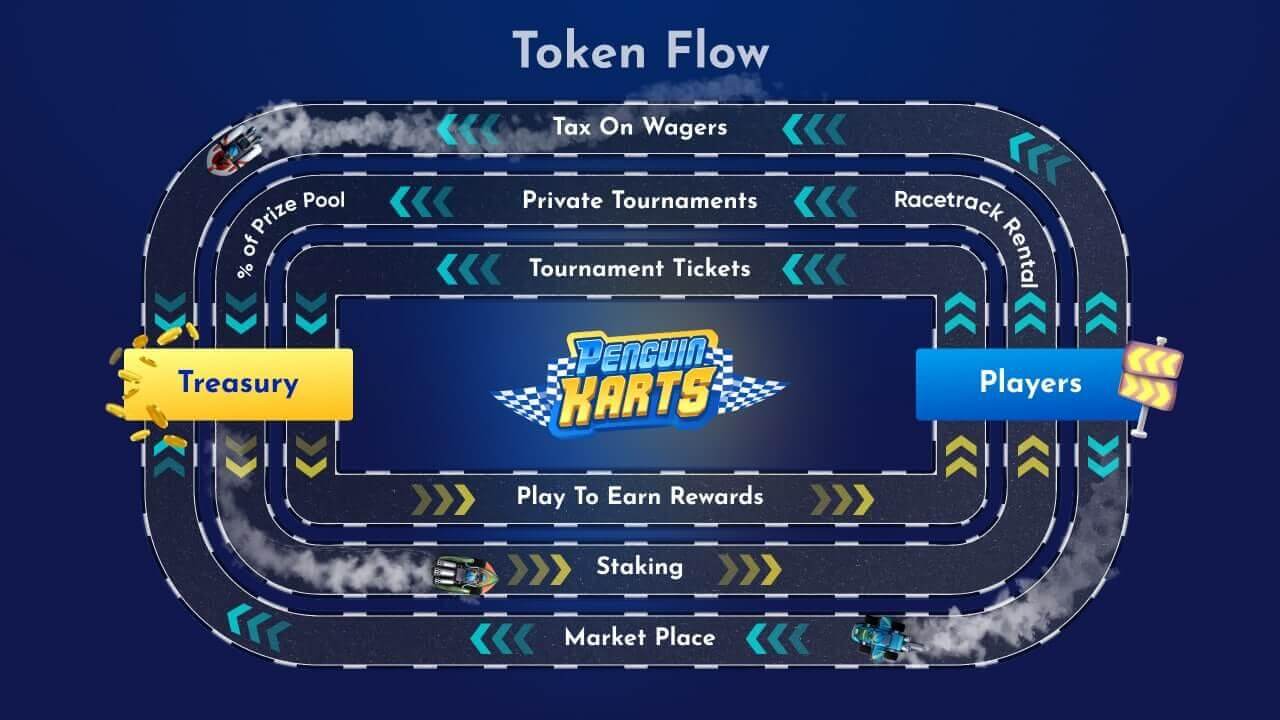 Token Flow
Tax On Wagers
% of Prize Pool
Private Tournaments
Racetrack Rental
Tournament Tickets
PENGUIN
KARTS
Treasury
Players
Play To Earn Rewards
Staking
Market Place